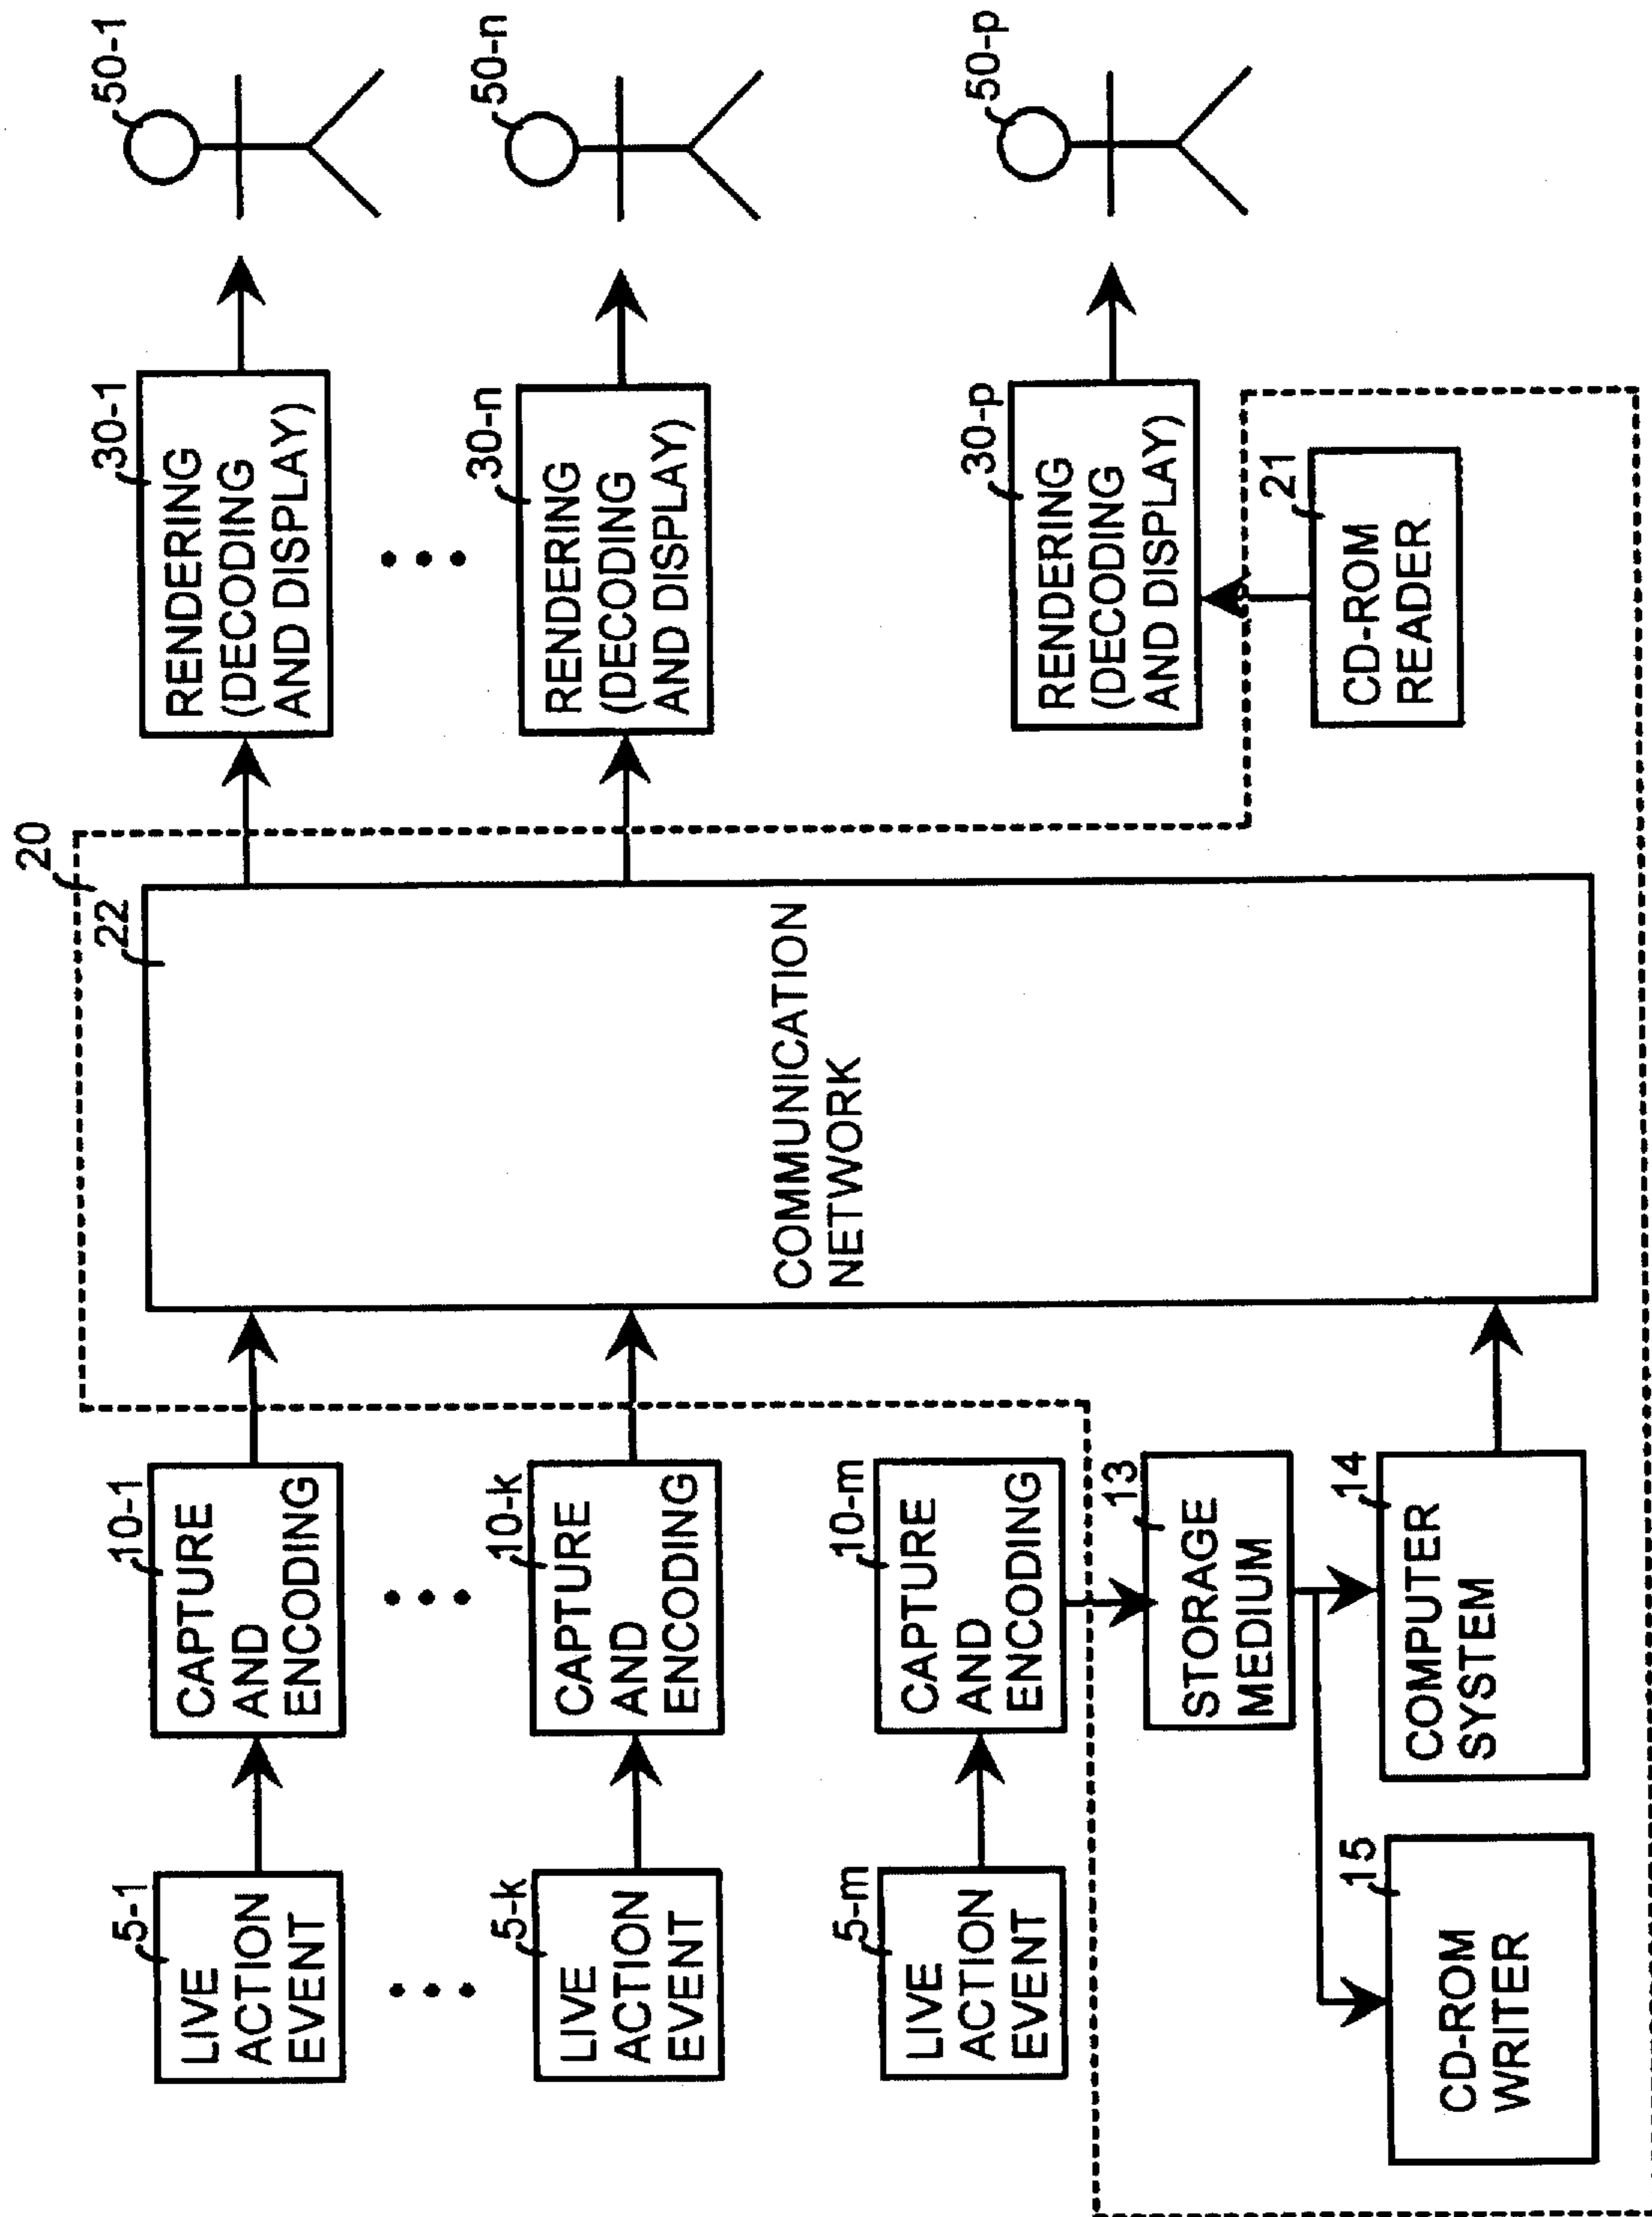 5-1
LIVE
ACTION
EVENT
10-1
CAPTURE
AND
ENCODING
20
22
COMMUNICATION
NETWORK
30-1
RENDERING
(DECODING
AND DISPLAY)
50-1
5-k
LIVE
ACTION
EVENT
10-k
CAPTURE
AND
ENCODING
30-n
RENDERING
(DECODING
AND DISPLAY)
50-n
5-m
LIVE
ACTION
EVENT
10-m
CAPTURE
AND
ENCODING
30-p
RENDERING
(DECODING
AND DISPLAY)
50-p
13
STORAGE
MEDIUM
21
CD-ROM
READER
15
CD-ROM
WRITER
14
COMPUTER
SYSTEM